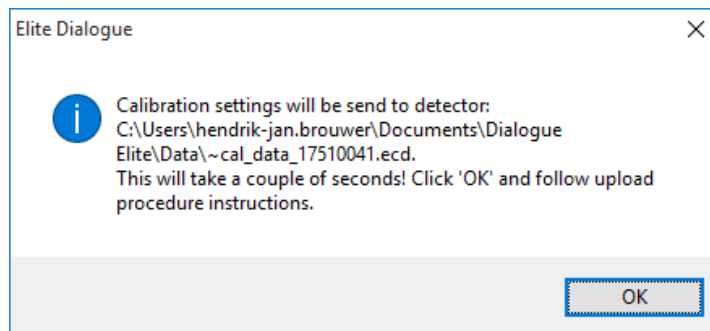 Elite Dialogue
Calibration settings will be send to detector:
C:\Users\hendrik-jan.brouwer\Documents\Dialogue
Elite\Data\~cal_data_17510041.ecd.
This will take a couple of seconds! Click 'OK' and follow upload
procedure instructions.
OK